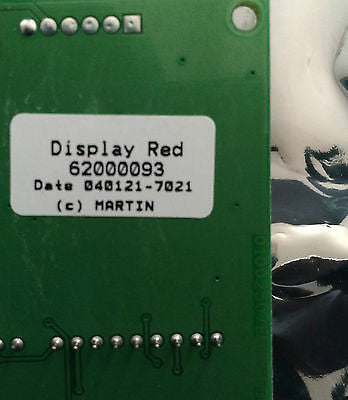 Display Red
62000093
Date 040121-7021
(c) MARTIN